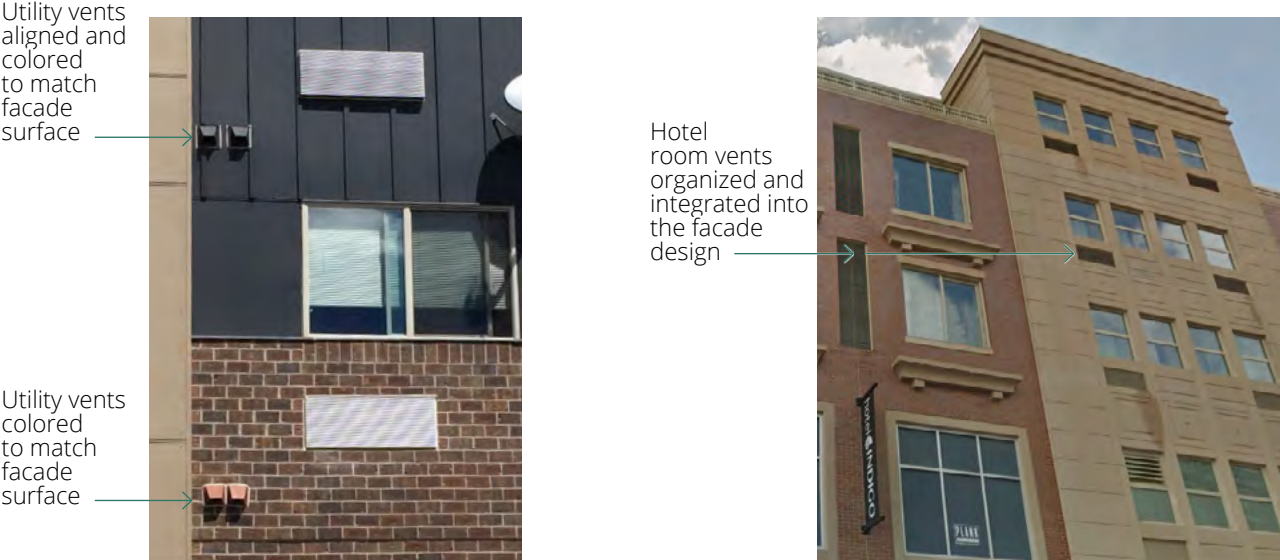 Utility vents
aligned and
colored
to match
facade
surface
Hotel
room vents
organized and
integrated into
the facade
design
Utility vents
colored
to match
facade
surface
hotel INDIGO
PLANK